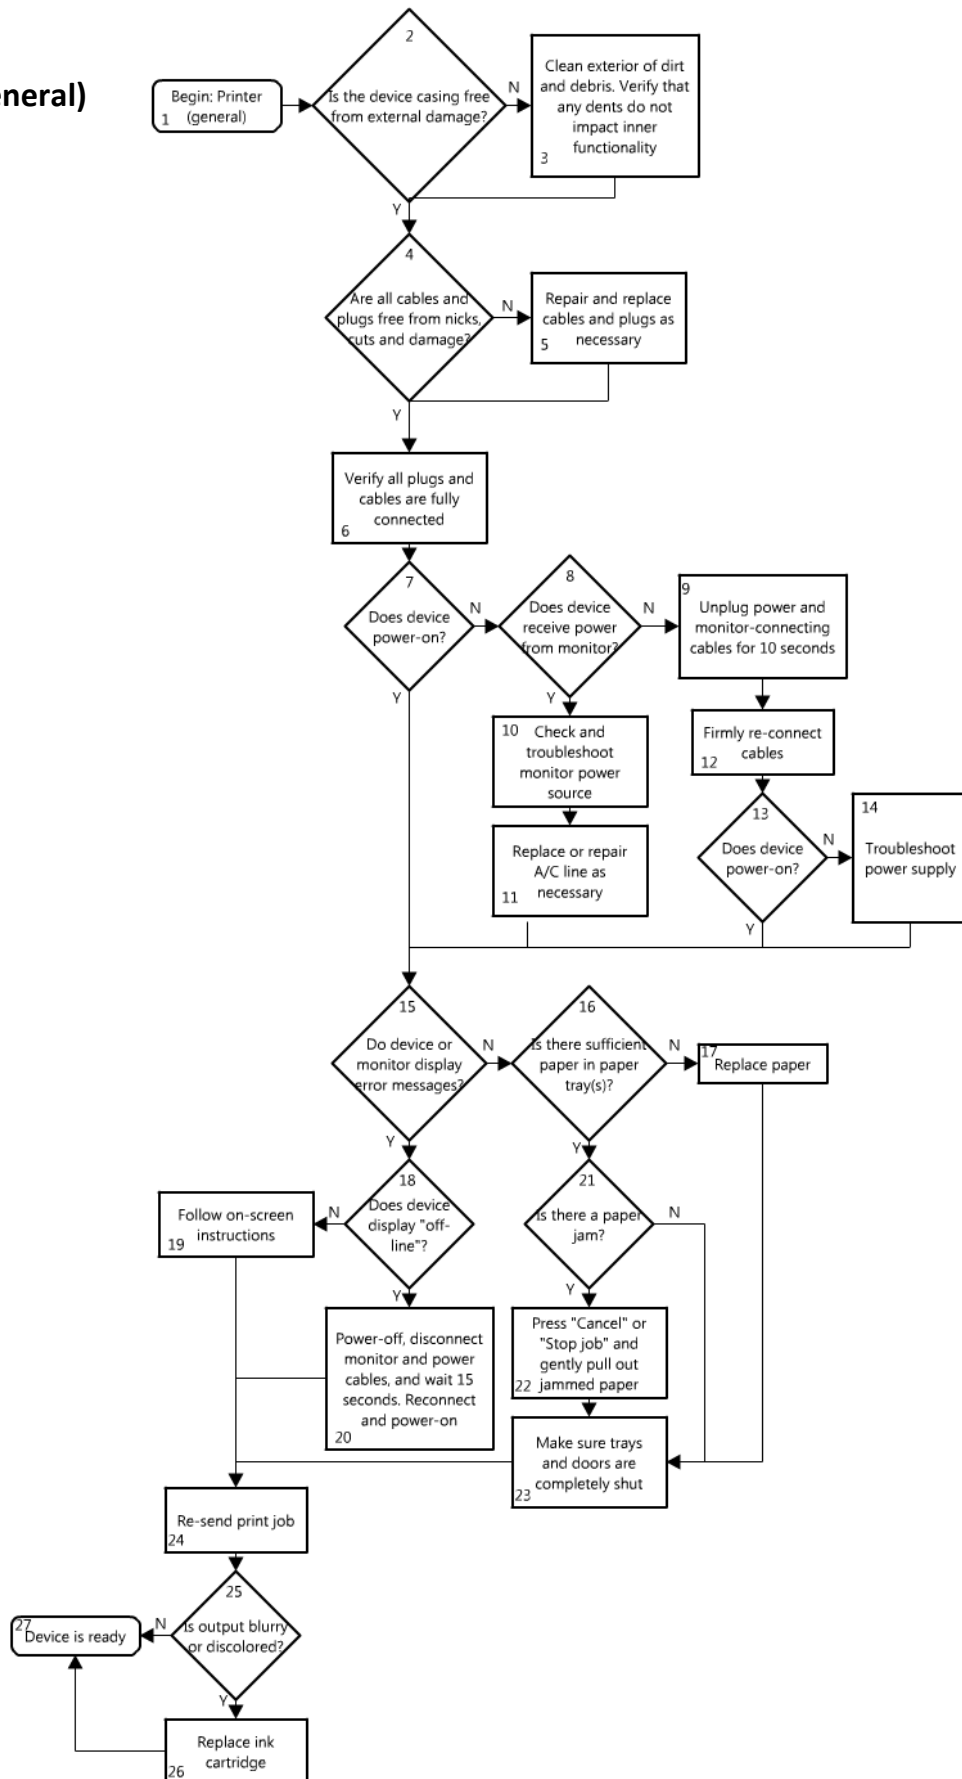 eneral)
1
Begin: Printer
(general)
2
Is the device casing free
from external damage?
N
Y
Clean exterior of dirt
and debris. Verify that
any dents do not
impact inner
functionality
3
4
Are all cables and
plugs free from nicks,
cuts and damage?
N
Y
Repair and replace
cables and plugs as
necessary
5
Verify all plugs and
cables are fully
connected
6
7
Does device
power-on?
N
Y
8
Does device
receive power
from monitor?
N
Y
9
Unplug power and
monitor-connecting
cables for 10 seconds
10
Check and
troubleshoot
monitor power
source
Replace or repair
A/C line as
necessary
11
Firmly re-connect
cables
12
13
Does device
power-on?
N
Y
14
Troubleshoot
power supply
15
Do device or
monitor display
error messages?
N
Y
16
Is there sufficient
paper in paper
tray(s)?
N
Y
17
Replace paper
18
Does device
display "off-
line"?
N
Y
Follow on-screen
instructions
19
Power-off, disconnect
monitor and power
cables, and wait 15
seconds. Reconnect
and power-on
20
21
Is there a paper
jam?
N
Y
Press "Cancel" or
"Stop job" and
gently pull out
jammed paper
22
Make sure trays
and doors are
completely shut
23
Re-send print job
24
25
Is output blurry
or discolored?
N
Y
Replace ink
cartridge
26
27
Device is ready